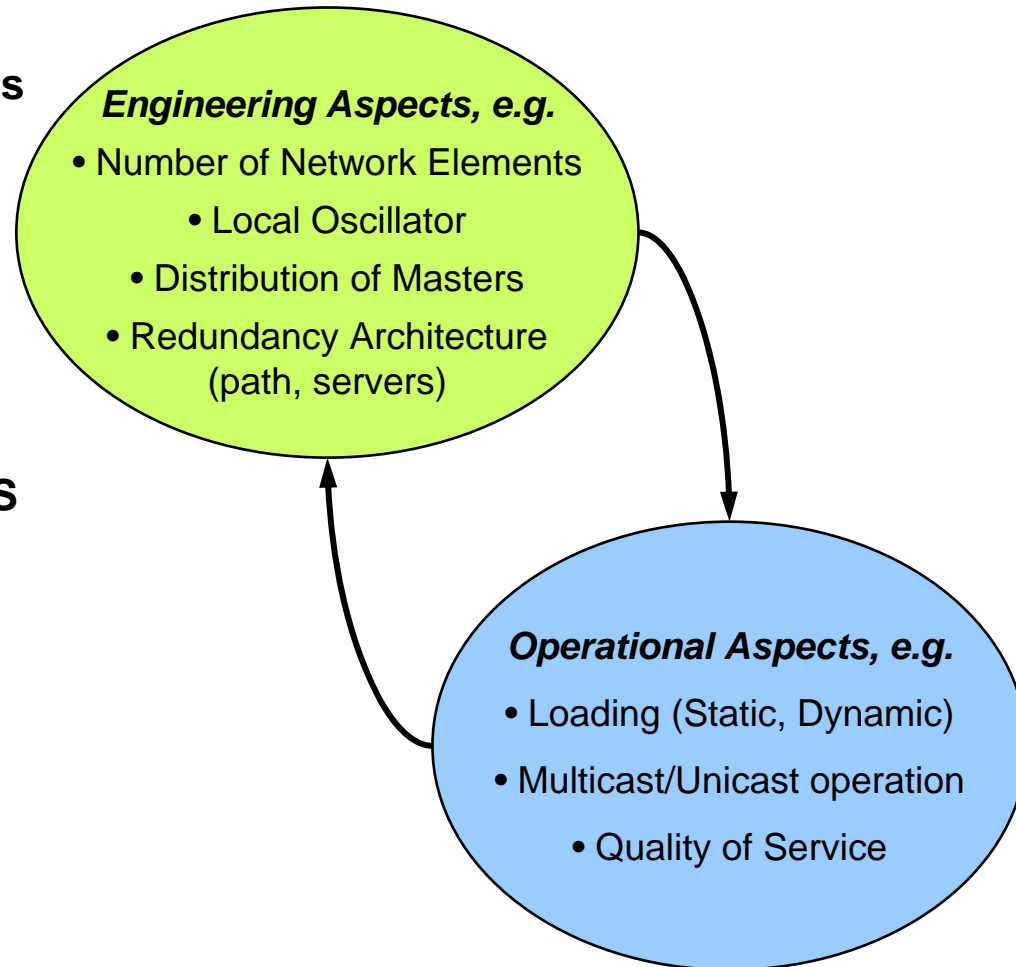 s
Engineering Aspects, e.g.
• Number of Network Elements
• Local Oscillator
• Distribution of Masters
• Redundancy Architecture
(path, servers)
s
Operational Aspects, e.g.
• Loading (Static, Dynamic)
• Multicast/Unicast operation
• Quality of Service